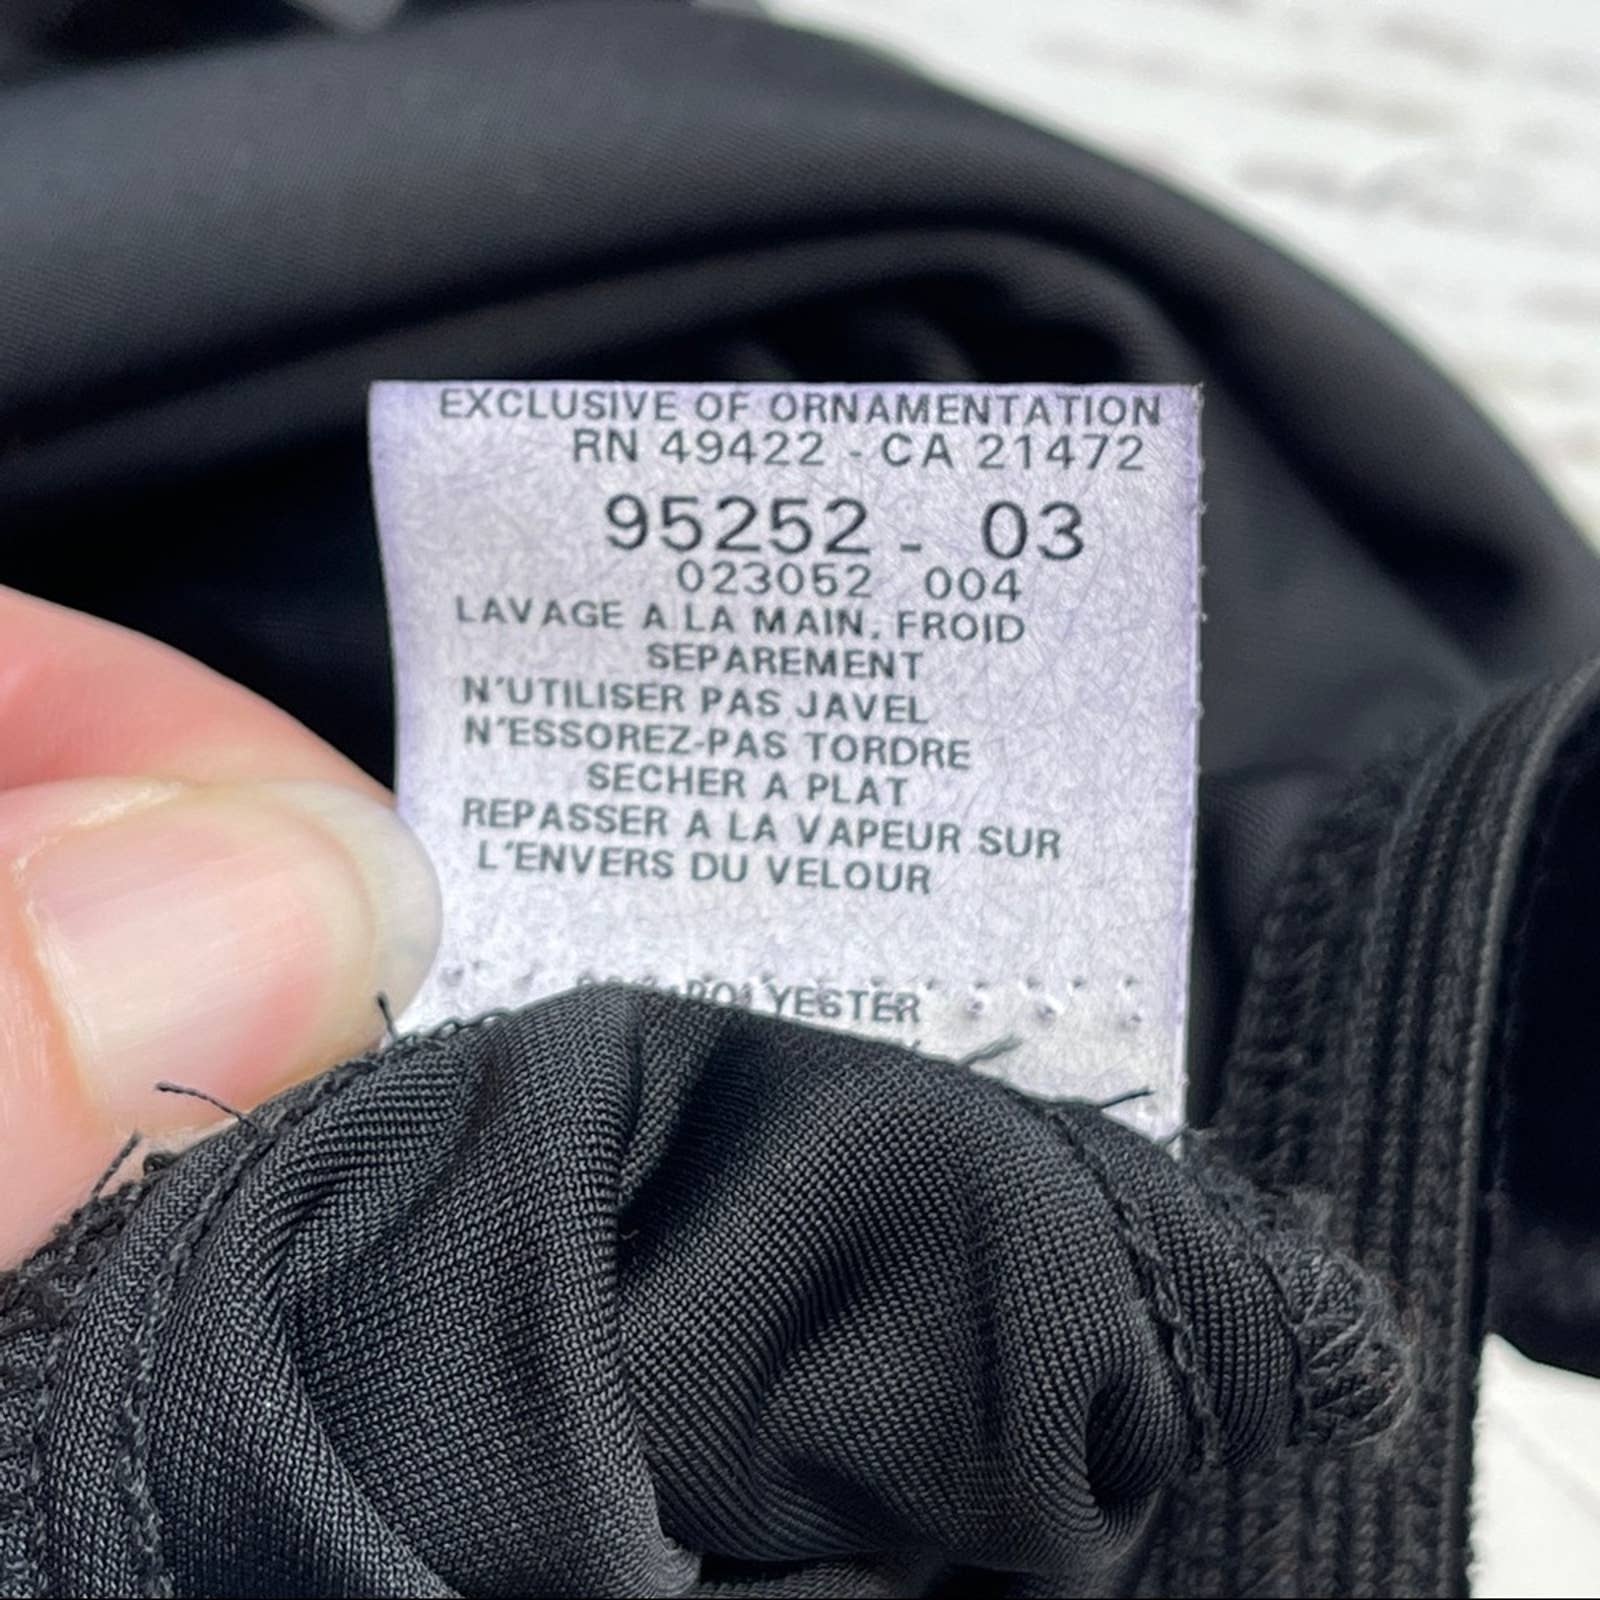 EXCLUSIVE OF ORNAMENTATION
RN 49422 - CA 21472
95252 - 03
023052 004
LAVAGE A LA MAIN, FROID
SEPAREMENT
N'UTILISER PAS JAVEL
N'ESSOREZ-PAS TORDRE
SECHER A PLAT
REPASSER A LA VAPEUR SUR
L'ENVERS DU VELOUR
POLYESTER